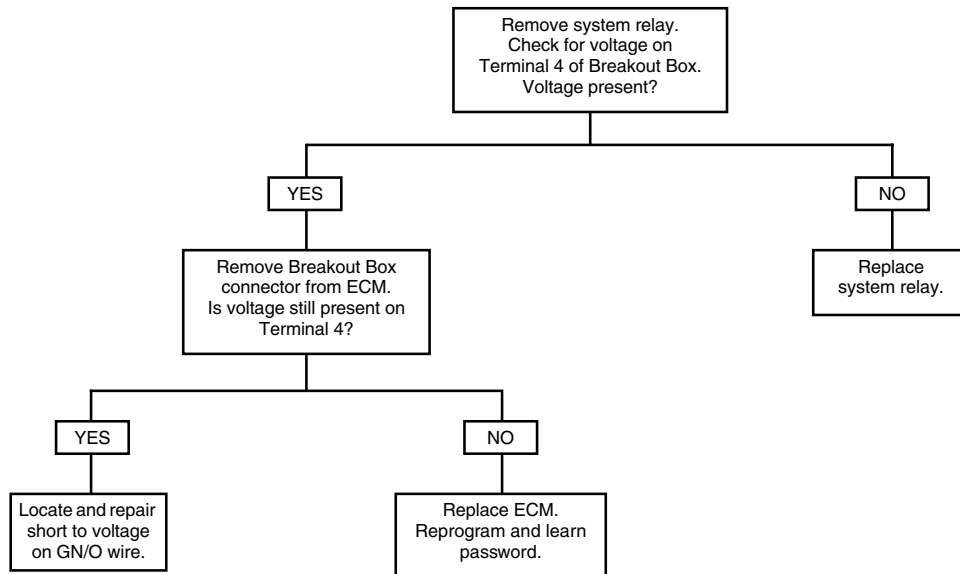 Remove system relay.
Check for voltage on
Terminal 4 of Breakout Box.
Voltage present?
YES
NO
Remove Breakout Box
connector from ECM.
Is voltage still present on
Terminal 4?
Replace
system relay.
YES
NO
Locate and repair
short to voltage
on GN/O wire.
Replace ECM.
Reprogram and learn
password.